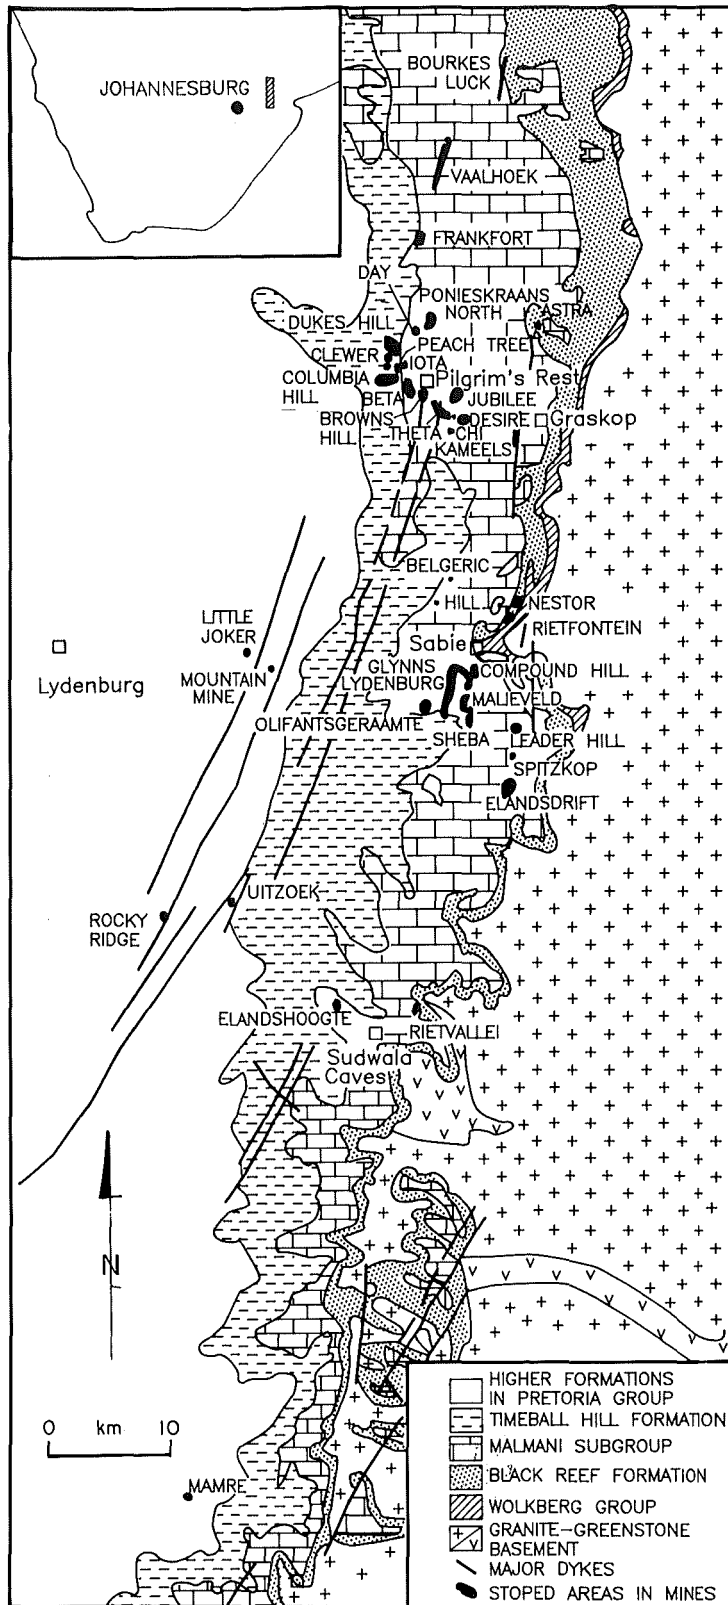 JOHANNESBURG
BOURKES
LUCK
VAALHOEK
FRANKFORT
DAY
PONIESKRAANS
NORTH
ASTRA
DUKES HILL
PEACH TREE
CLEWER
IOTA
COLUMBIA
HILL
Pilgrim's Rest
BETA
JUBILEE
BROWNS
HILL
DESIRE
Graskop
THETA
CHI
KAMEELS
BELGERIC
HILL
NESTOR
LITTLE
JOKER
RIETFONTEIN
Sabie
Lydenburg
MOUNTAIN
MINE
GLYNNS
LYDENBURG
COMPOUND HILL
MALIEVELD
OLIFANTSGERAAMTE
SHEBA
LEADER HILL
SPITZKOP
ELANDSDRIFT
UITZOEK
ROCKY
RIDGE
ELANDSHOOGTE
RIETVALLEI
Sudwala
Caves
N
0 km 10
MAMRE
HIGHER FORMATIONS
IN PRETORIA GROUP
TIMEBALL HILL FORMATION
MALMANI SUBGROUP
BLACK REEF FORMATION
WOLKBERG GROUP
GRANITE-GREENSTONE
BASEMENT
MAJOR DYKES
STOPED AREAS IN MINES